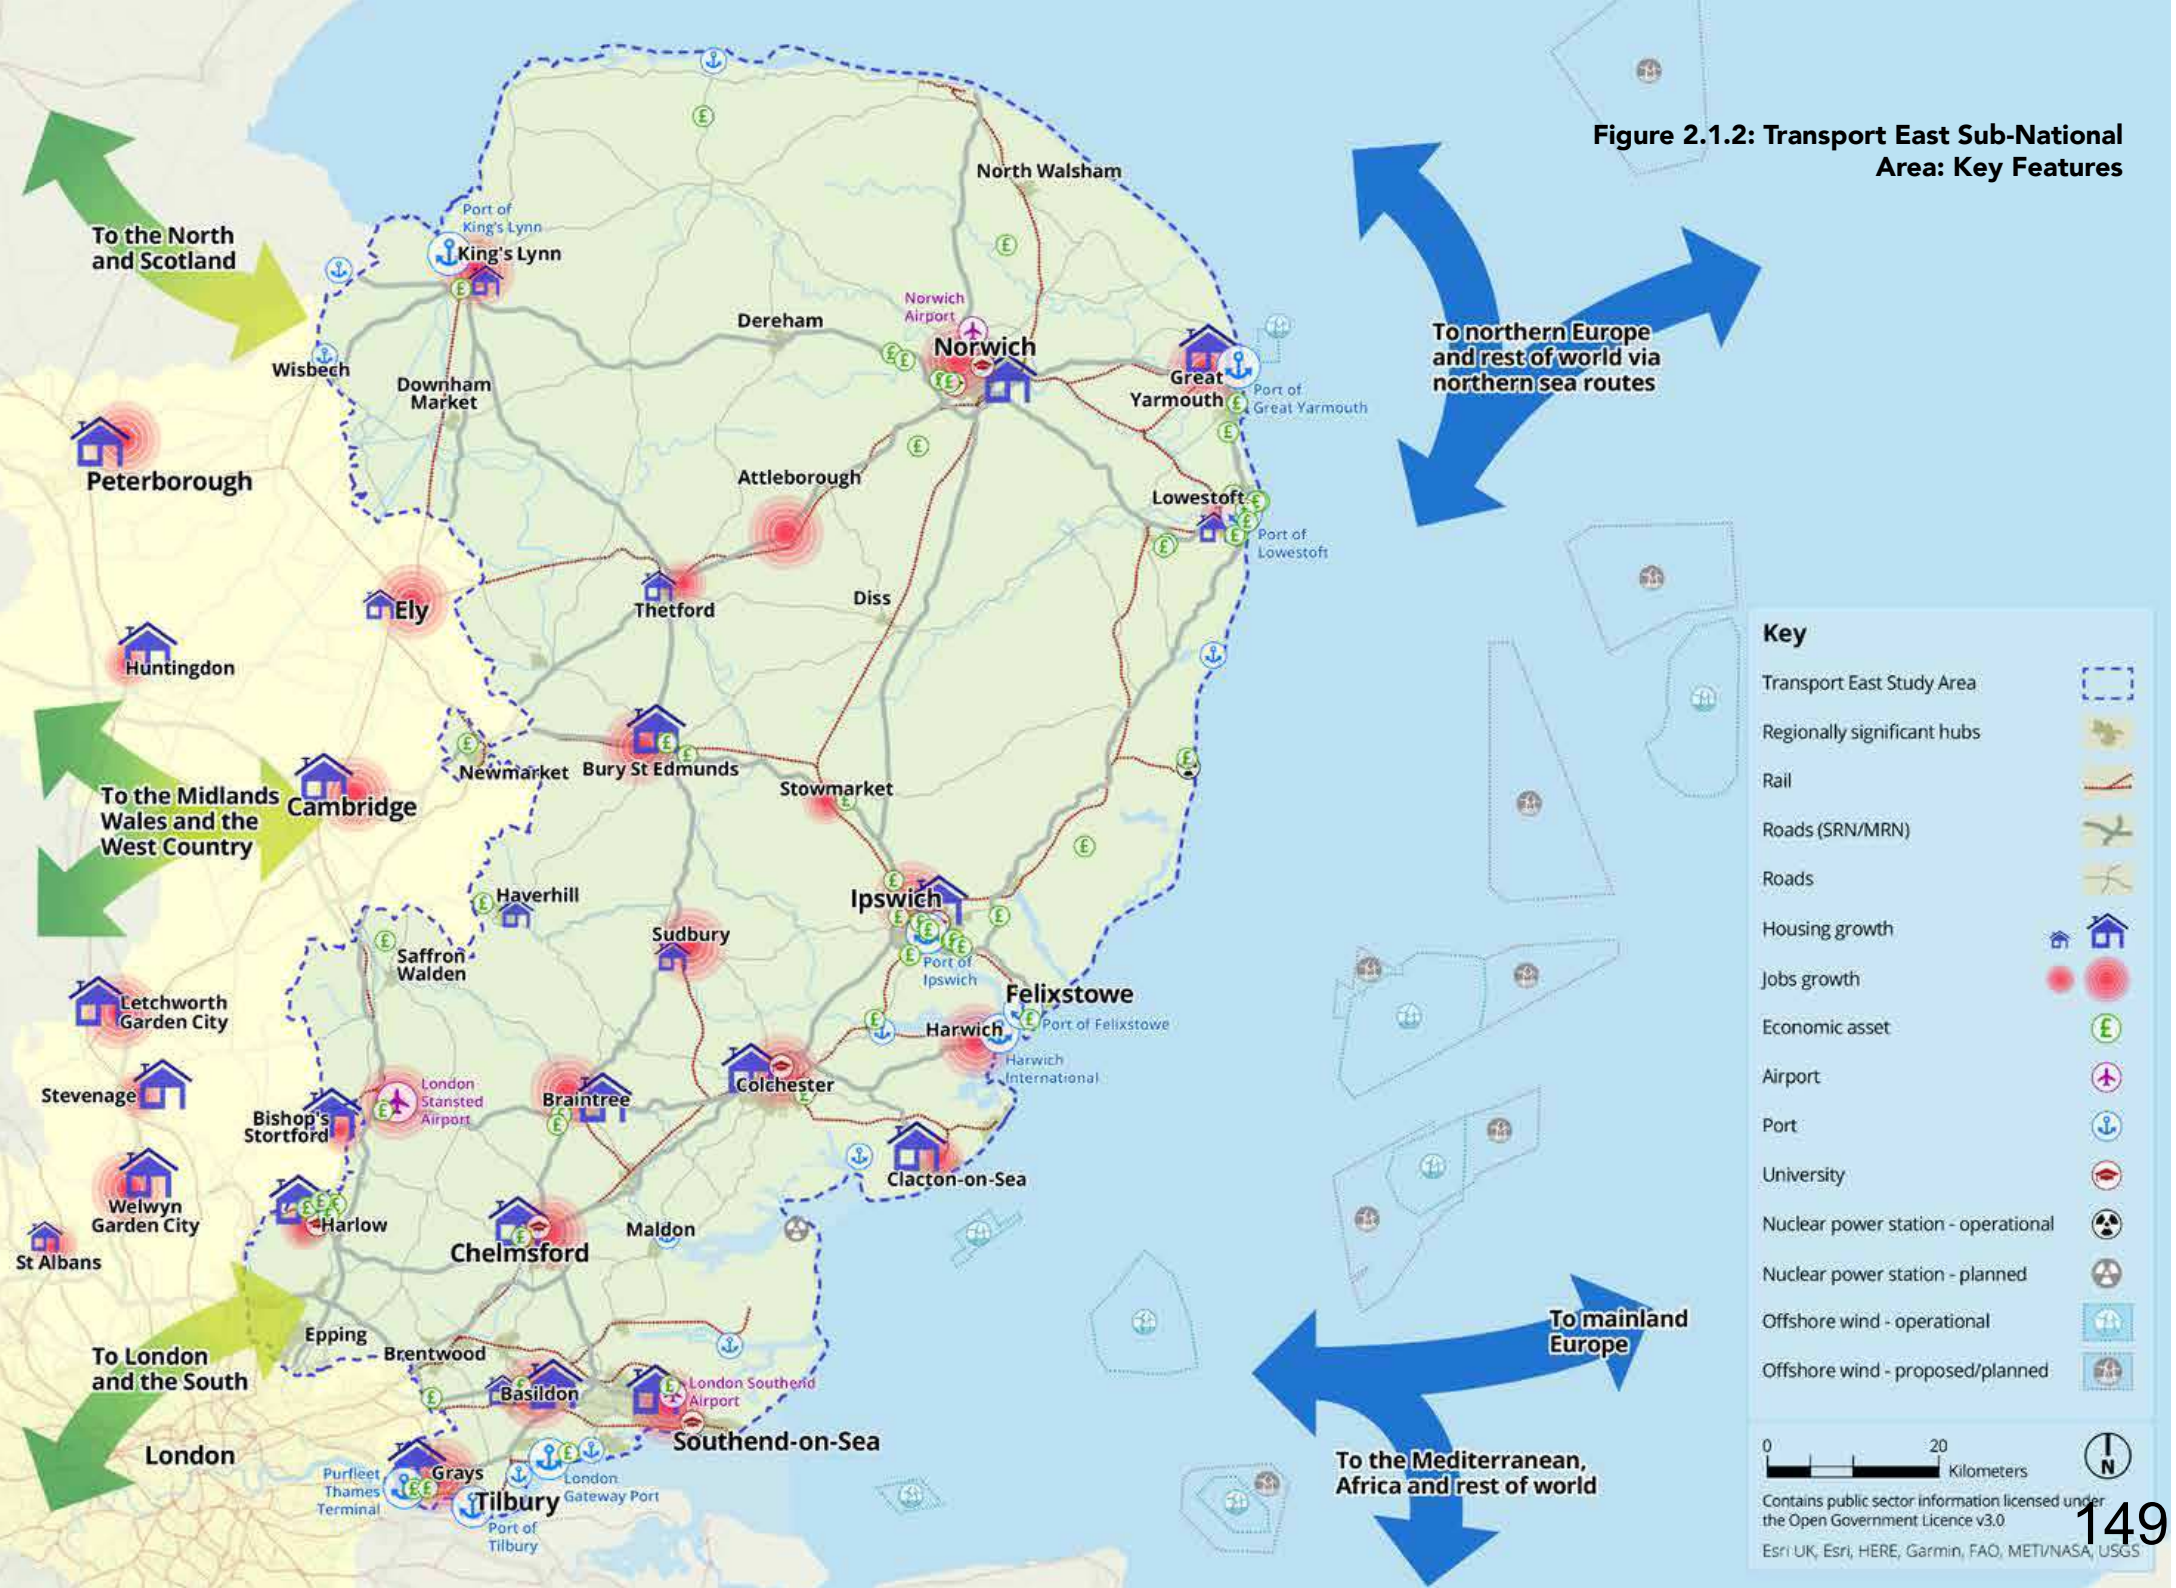 Figure 2.1.2: Transport East Sub-National
Area: Key Features
To the North
and Scotland
Port of
King's Lynn
King's Lynn
North Walsham
Norwich
Airport
Norwich
Dereham
Wisbech
Downham
Market
Great
Yarmouth
Port of
Great Yarmouth
To northern Europe
and rest of world via
northern sea routes
Peterborough
Attleborough
Lowestoft
Port of
Lowestoft
Ely
Thetford
Diss
Huntingdon
To the Midlands
Wales and the
West Country
Cambridge
Newmarket
Bury St Edmunds
Stowmarket
Haverhill
Ipswich
Port of
Ipswich
Sudbury
Saffron
Walden
Felixstowe
Port of Felixstowe
Harwich
Harwich
International
Letchworth
Garden City
Stevenage
Bishop's
Stortford
London
Stansted
Airport
Braintree
Colchester
Clacton-on-Sea
Welwyn
Garden City
Harlow
St Albans
Chelmsford
Maldon
Epping
Brentwood
To London
and the South
Basildon
London Southend
Airport
Southend-on-Sea
London
Purfleet
Thames
Terminal
Grays
Tilbury
Port of
Tilbury
London
Gateway Port
To mainland
Europe
To the Mediterranean,
Africa and rest of world
Key
Transport East Study Area
Regionally significant hubs
Rail
Roads (SRN/MRN)
Roads
Housing growth
Jobs growth
Economic asset
Airport
Port
University
Nuclear power station - operational
Nuclear power station - planned
Offshore wind - operational
Offshore wind - proposed/planned
0 20
Kilometers
N
Contains public sector information licensed under
the Open Government Licence v3.0
Esri UK, Esri, HERE, Garmin, FAO, METI/NASA, USGS
149